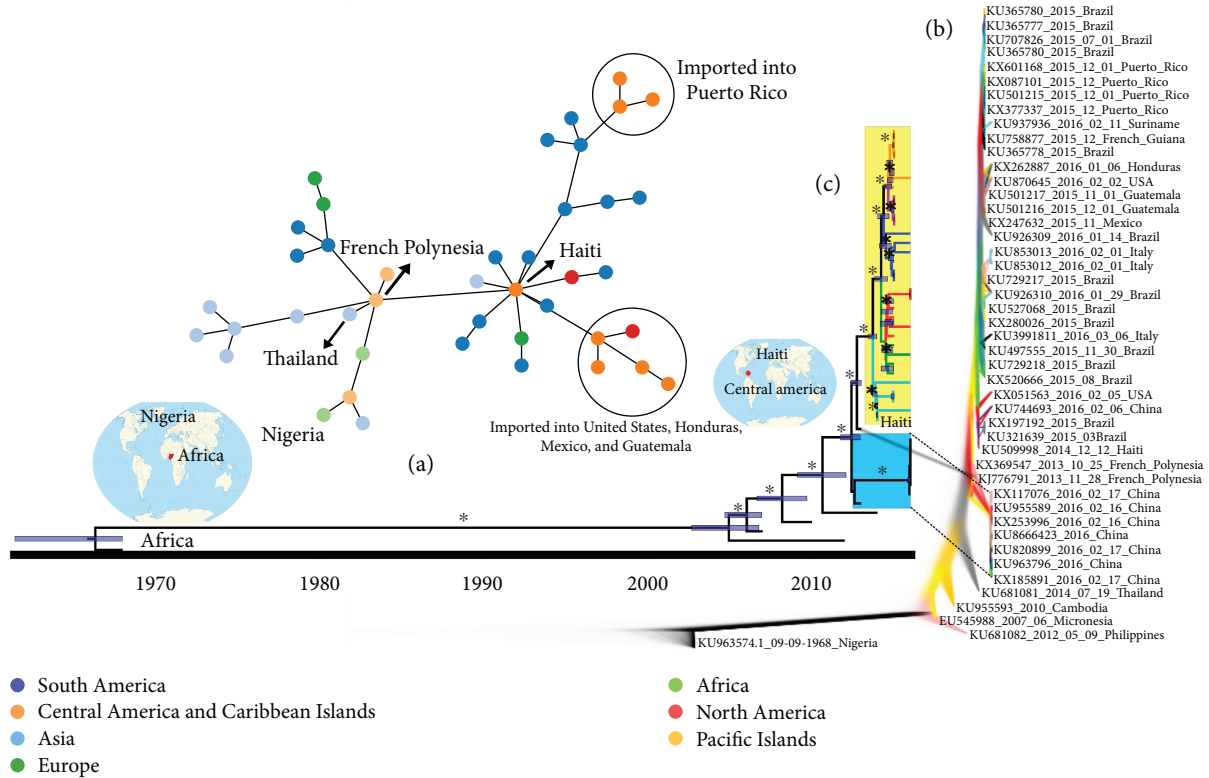 (a)
Imported into
Puerto Rico
French Polynesia
Haiti
Thailand
Nigeria
Imported into United States, Honduras,
Mexico, and Guatemala
Nigeria
Africa
Haiti
Central america
(c)
Haiti
*
Africa
1970
1980
1990
2000
2010
(b)
KU365780_2015_Brazil
KU365777_2015_Brazil
KU707826_2015_07_01_Brazil
KU365780_2015_Brazil
KX601168_2015_12_01_Puerto_Rico
KX087101_2015_12_Puerto_Rico
KU501215_2015_12_01_Puerto_Rico
KX377337_2015_12_Puerto_Rico
KU937936_2016_02_11_Suriname
KU758877_2015_12_French_Guiana
KU365778_2015_Brazil
KX262887_2016_01_06_Honduras
KU870645_2016_02_02_USA
KU501217_2015_11_01_Guatemala
KU501216_2015_12_01_Guatemala
KX247632_2015_11_Mexico
KU926309_2016_01_14_Brazil
KU853013_2016_02_01_Italy
KU853012_2016_02_01_Italy
KU729217_2015_Brazil
KU926310_2016_01_29_Brazil
KU527068_2015_Brazil
KX280026_2015_Brazil
KU3991811_2016_03_06_Italy
KU497555_2015_11_30_Brazil
KU729218_2015_Brazil
KX520666_2015_08_Brazil
KX051563_2016_02_05_USA
KU744693_2016_02_06_China
KX197192_2015_Brazil
KU321639_2015_03Brazil
KU509998_2014_12_12_Haiti
KX369547_2013_10_25_French_Polynesia
KJ776791_2013_11_28_French_Polynesia
KX117076_2016_02_17_China
KU955589_2016_02_16_China
KX253996_2016_02_16_China
KU8666423_2016_China
KU820899_2016_02_17_China
KU963796_2016_China
KX185891_2016_02_17_China
KU681081_2014_07_19_Thailand
KU955593_2010_Cambodia
EU545988_2007_06_Micronesia
KU681082_2012_05_09_Philippines
KU963574.1_09-09-1968_Nigeria
South America
Central America and Caribbean Islands
Asia
Europe
Africa
North America
Pacific Islands